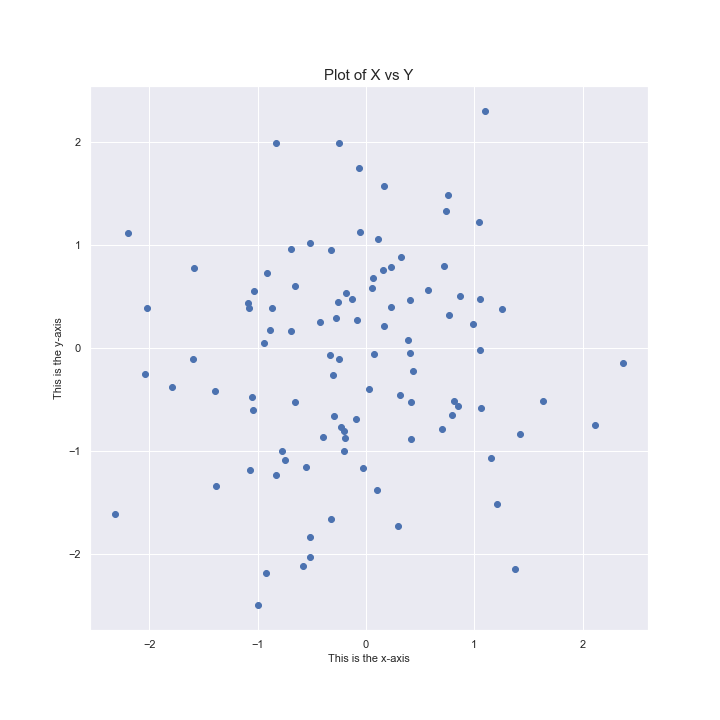 Plot of X vs Y
2
1
0
−1
−2
This is the y-axis
−2 −1 0 1 2
This is the x-axis